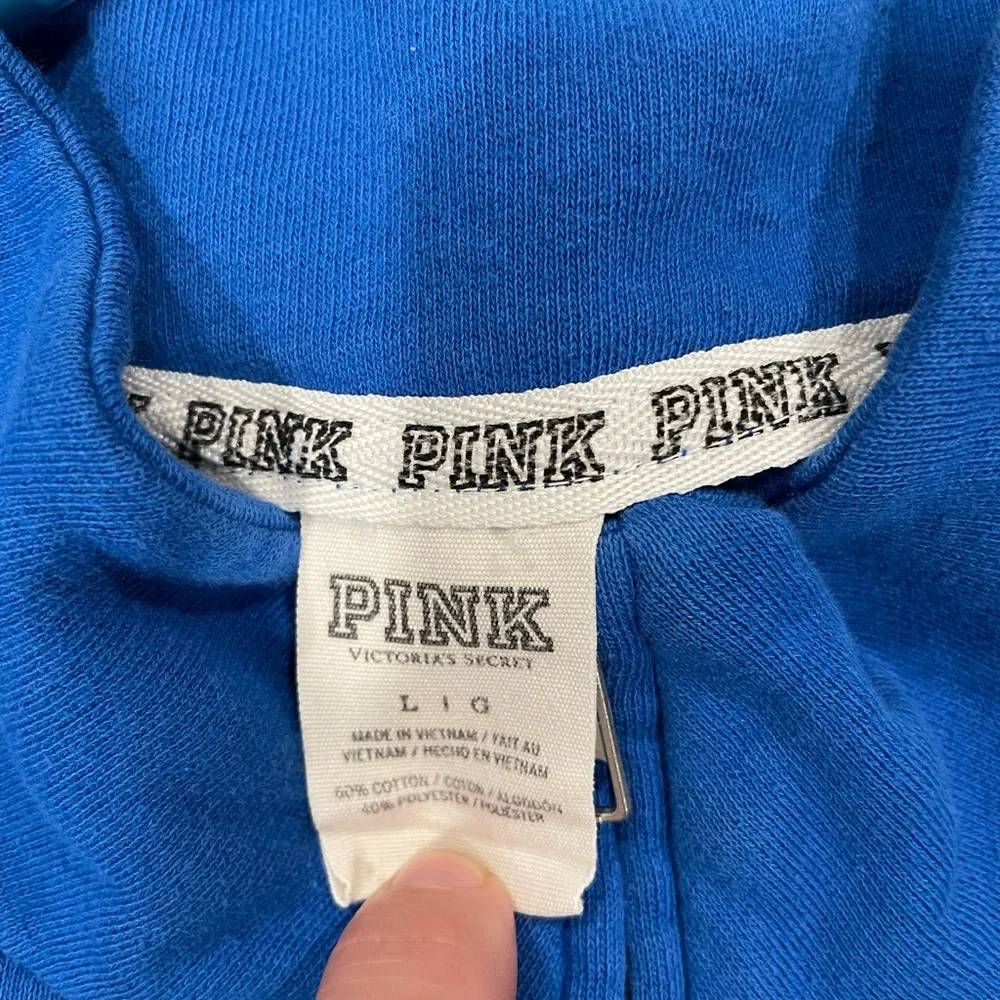 PINK PINK PINK
PINK
VICTORIA'S SECRET
L | G
MADE IN VIETNAM / FAIT AU
VIETNAM / HECHO EN VIETNAM
60% COTTON / COTON / ALGODÓN
40% POLYESTER / POLIÉSTER